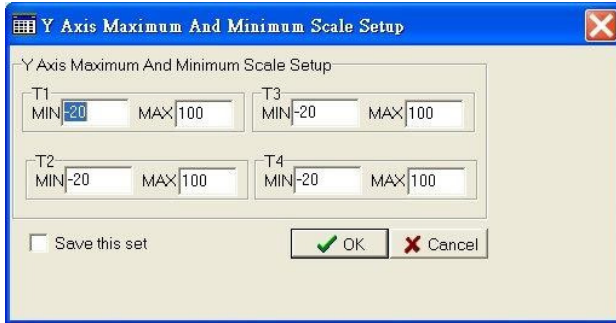 Y Axis Maximum And Minimum Scale Setup
Y Axis Maximum And Minimum Scale Setup
T1
MIN -20 MAX 100
T3
MIN -20 MAX 100
T2
MIN -20 MAX 100
T4
MIN -20 MAX 100
Save this set
OK
Cancel